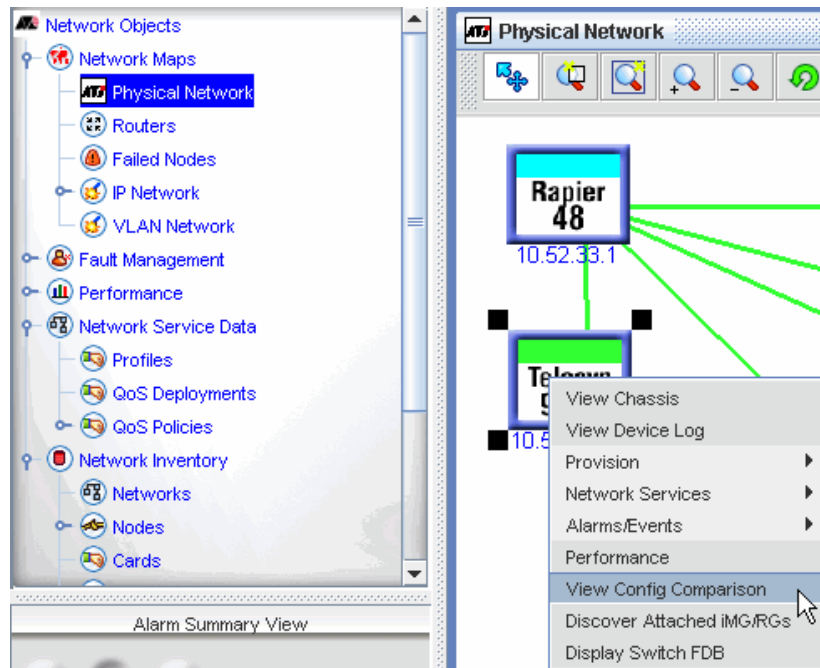 Network Objects
Network Maps
ATI Physical Network
Routers
Failed Nodes
IP Network
VLAN Network
Fault Management
Performance
Network Service Data
Profiles
QoS Deployments
QoS Policies
Network Inventory
Networks
Nodes
Cards
Alarm Summary View
ATI Physical Network
Rapier
48
10.52.33.1
View Chassis
View Device Log
Provision
Network Services
Alarms/Events
Performance
View Config Comparison
Discover Attached iMG/RGs
Display Switch FDB